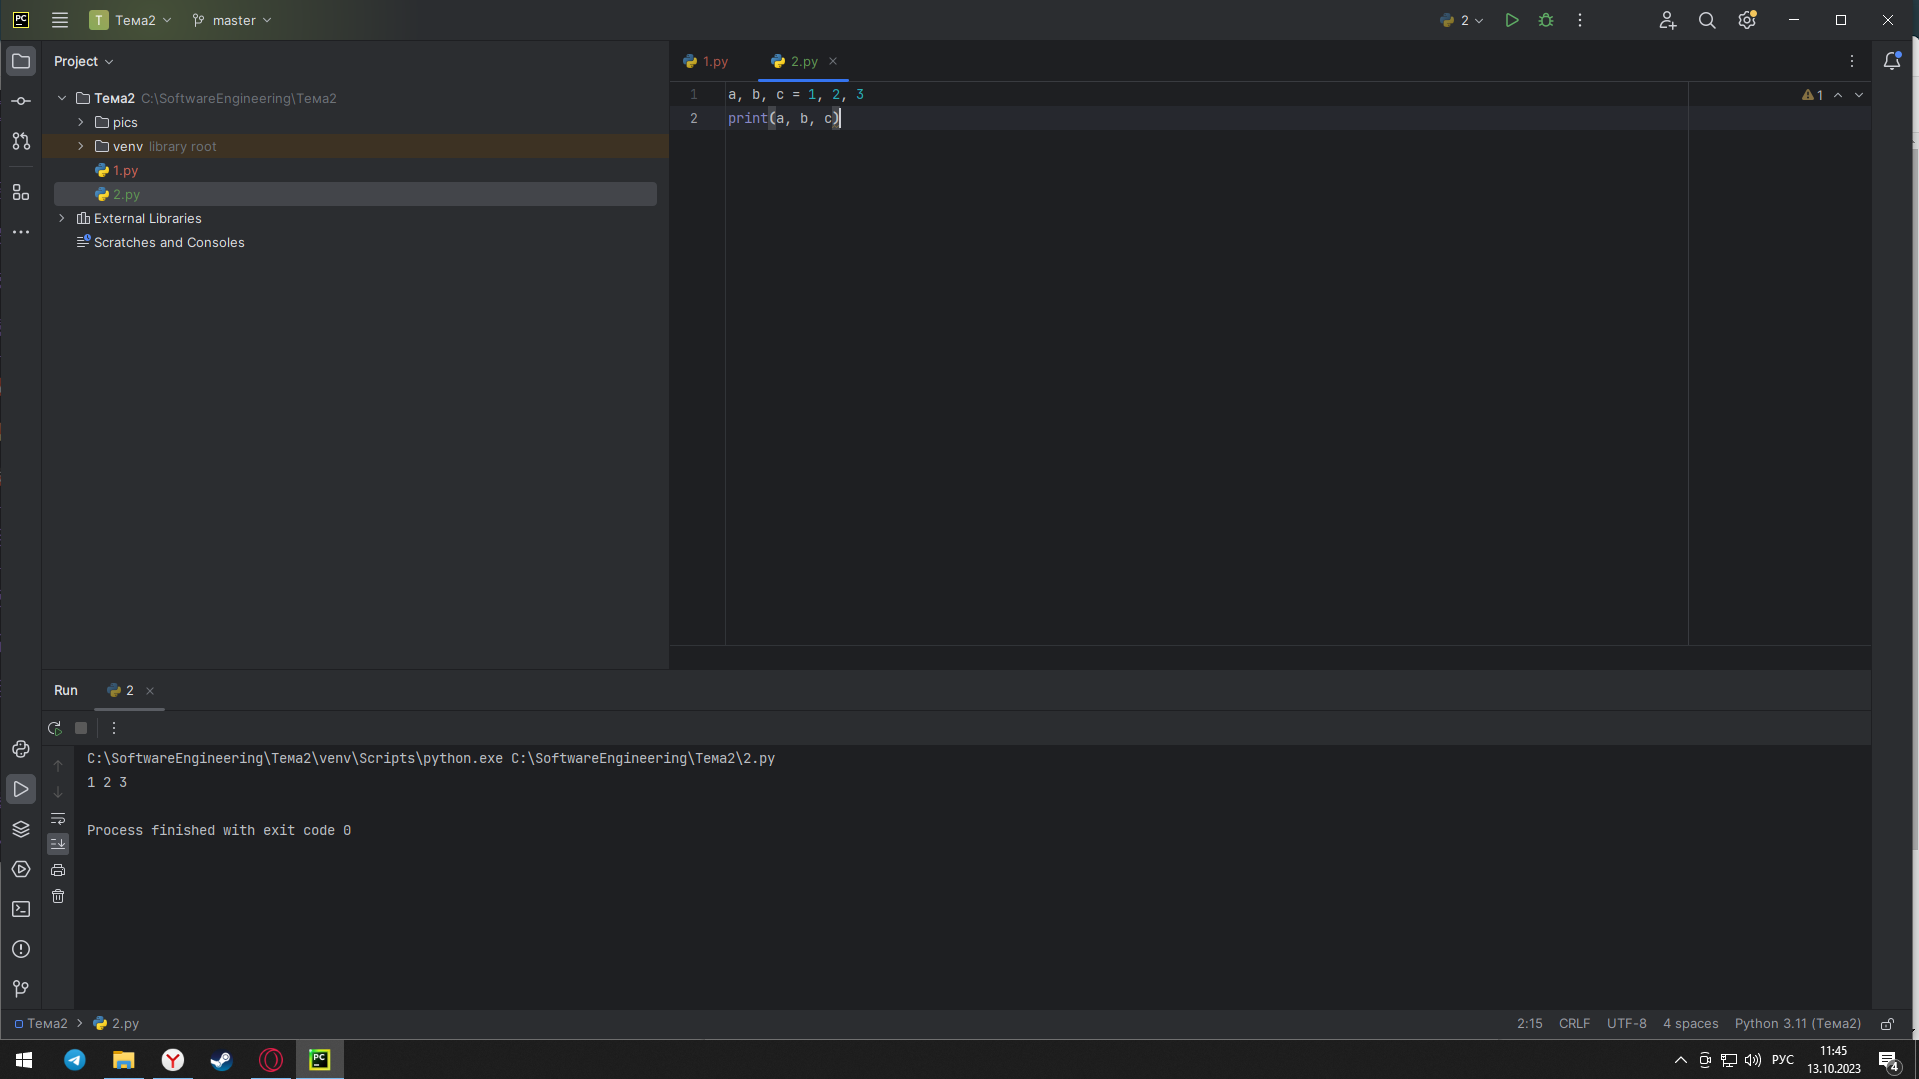 PC T Тема2 master 2
Project
1.py 2.py
Тема2 C:\SoftwareEngineering\Тема2
pics
venv library root
1.py
2.py
External Libraries
Scratches and Consoles
1 a, b, c = 1, 2, 3
2 print(a, b, c)
1
Run 2
C:\SoftwareEngineering\Тема2\venv\Scripts\python.exe C:\SoftwareEngineering\Тема2\2.py
1 2 3
Process finished with exit code 0
Тема2 2.py 2:15 CRLF UTF-8 4 spaces Python 3.11 (Тема2)
PC РУС 11:45
13.10.2023
4